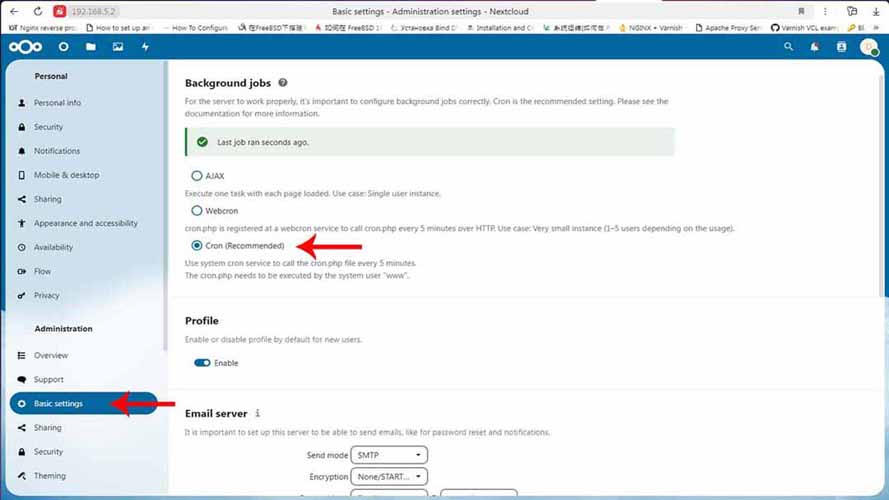 Basic settings - Administration settings - Nextcloud
192.168.5.2
Nginx reverse pro
How to set up an
How To Configure
在FreeBSD下搭建
如何在 FreeBSD 1
Установка Bind D
Installation and C
NGINX + Varnish
Apache Proxy Serv
Varnish VCL examp
Personal
Personal info
Security
Notifications
Mobile & desktop
Sharing
Appearance and accessibility
Availability
Flow
Privacy
Administration
Overview
Support
Basic settings
Sharing
Security
Theming
Background jobs
For the server to work properly, it's important to configure background jobs correctly. Cron is the recommended setting. Please see the
documentation for more information.
Last job ran seconds ago.
AJAX
Execute one task with each page loaded. Use case: Single user instance.
Webcron
cron.php is registered at a webcron service to call cron.php every 5 minutes over HTTP. Use case: Very small instance (1–5 users depending on the usage).
Cron (Recommended)
Use system cron service to call the cron.php file every 5 minutes.
The cron.php needs to be executed by the system user "www".
Profile
Enable or disable profile by default for new users.
Enable
Email server
It is important to set up this server to be able to send emails, like for password reset and notifications.
Send mode
SMTP
Encryption
None/START...